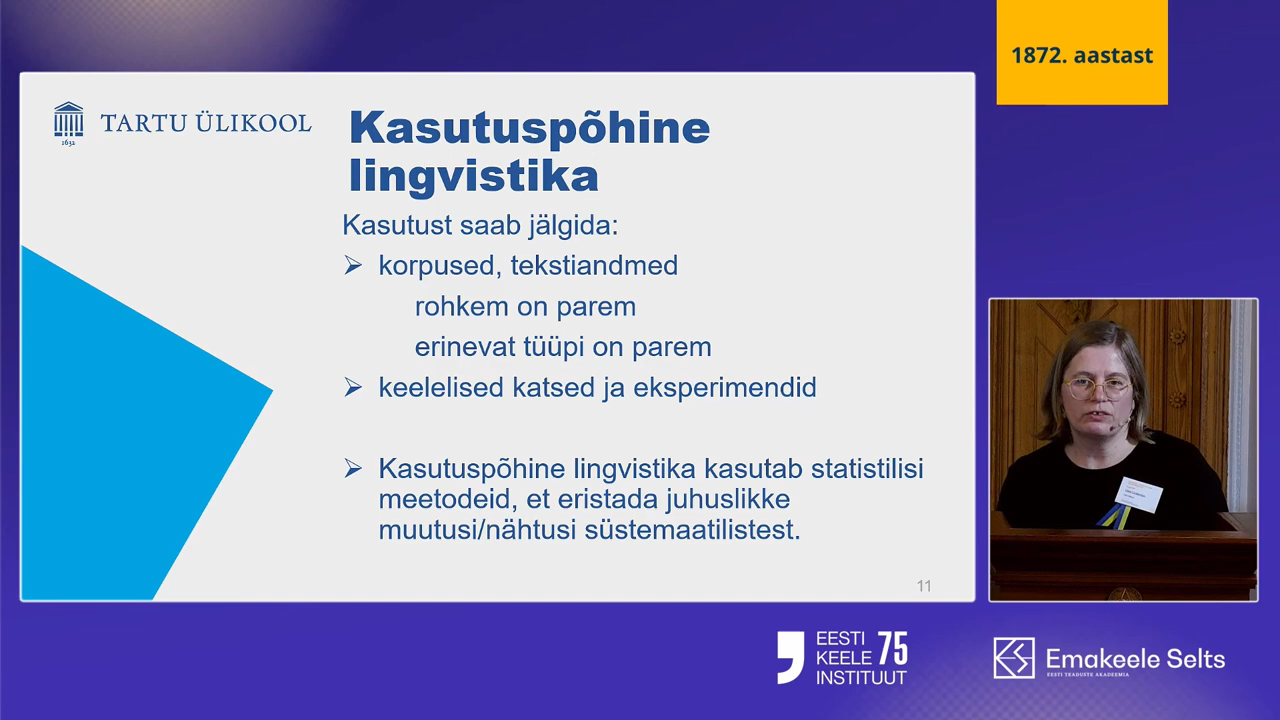 1872. aastast
TARTU ÜLIKOOL
1632
Kasutuspõhine
lingvistika
Kasutust saab jälgida:
➢ korpused, tekstiandmed
rohkem on parem
erinevat tüüpi on parem
➢ keelelised katsed ja eksperimendid
➢ Kasutuspõhine lingvistika kasutab statistilisi
meetodeid, et eristada juhuslikke
muutusi/nähtusi süstemaatilistest.
11
EESTI
KEELE 75
INSTITUUT
Emakeele Selts
EESTI TEADUSTE AKADEEMIA